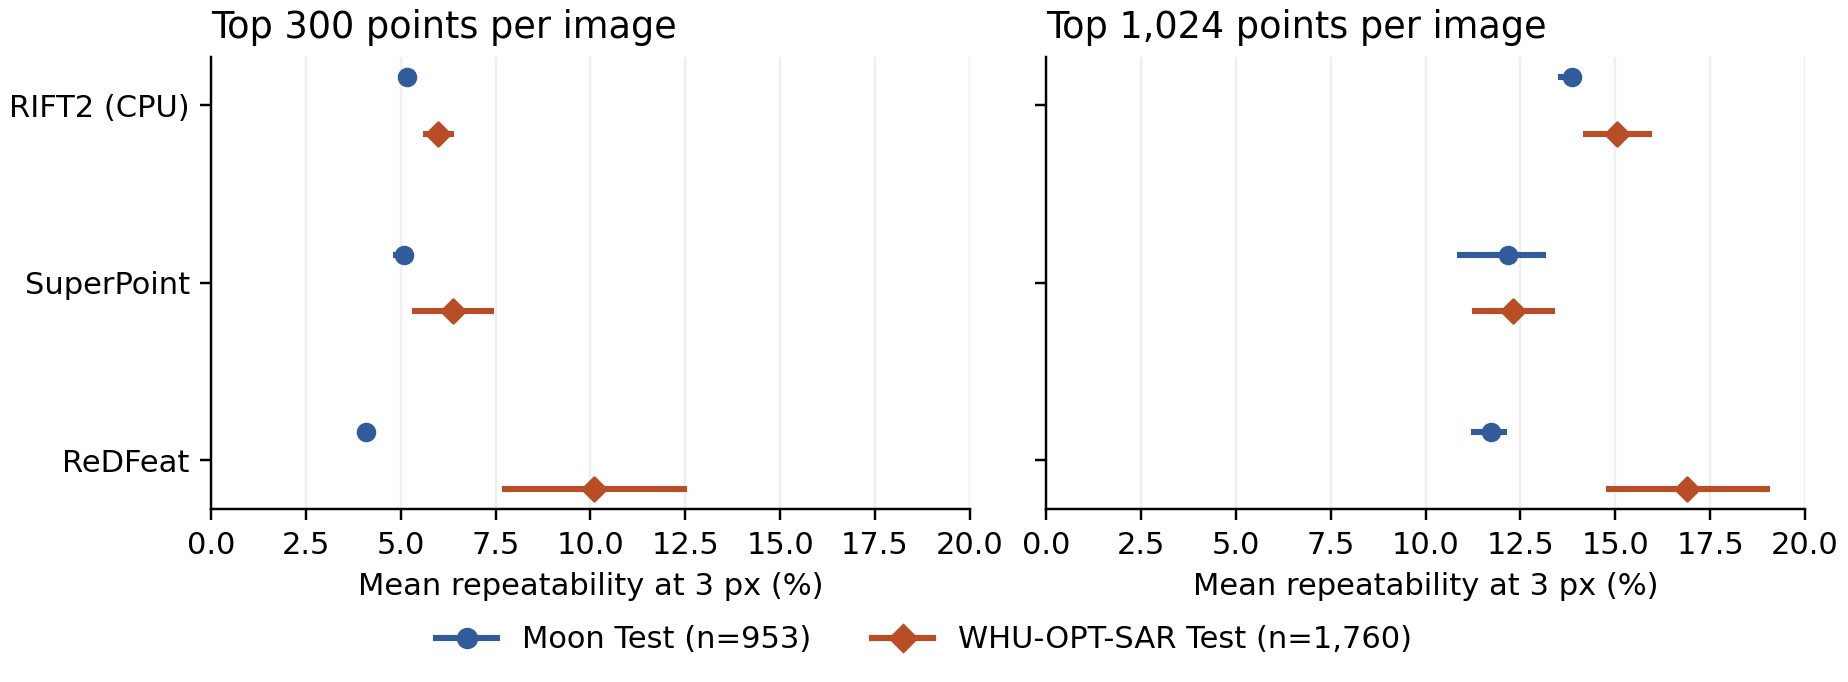 Top 300 points per image
Top 1,024 points per image
RIFT2 (CPU)
SuperPoint
ReDFeat
0.0 2.5 5.0 7.5 10.0 12.5 15.0 17.5 20.0
0.0 2.5 5.0 7.5 10.0 12.5 15.0 17.5 20.0
Mean repeatability at 3 px (%)
Mean repeatability at 3 px (%)
Moon Test (n=953)
WHU-OPT-SAR Test (n=1,760)